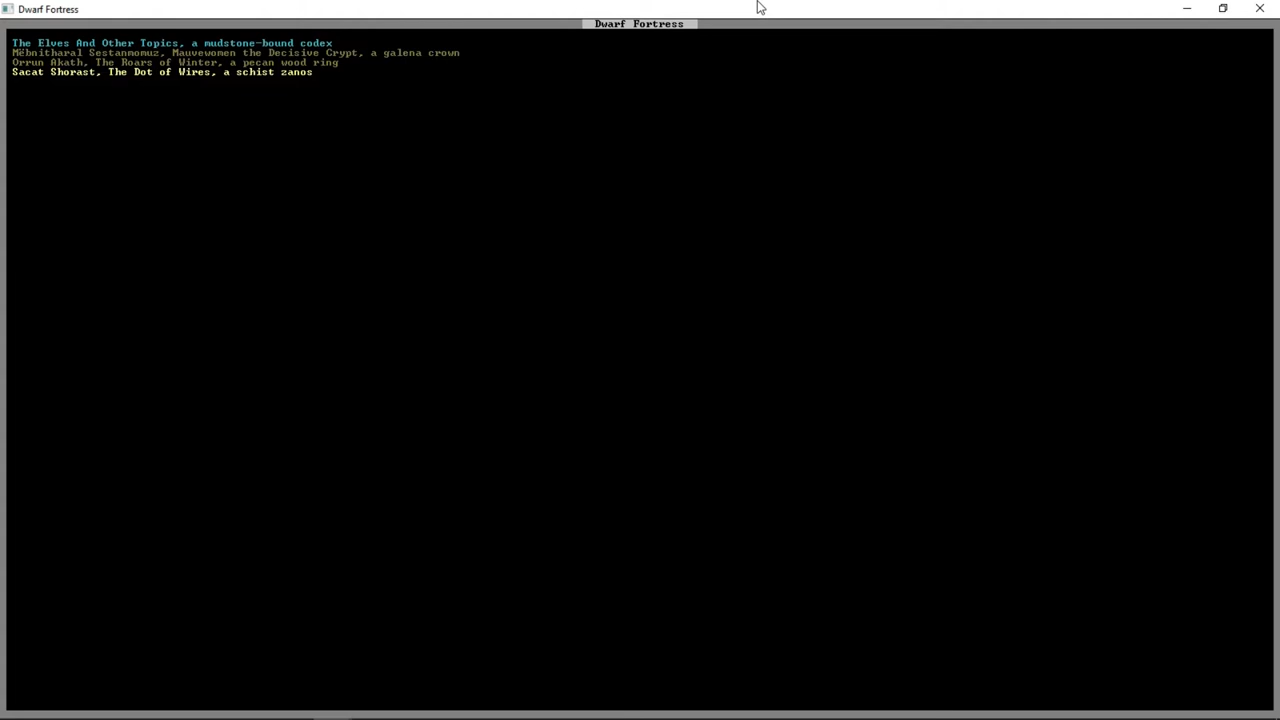 Dwarf Fortress
Dwarf Fortress
The Elves And Other Topics, a mudstone-bound codex
Mëbnitharal Sestanmomuz, Mauvewomen the Decisive Crypt, a galena crown
Orrun Akath, The Roars of Winter, a pecan wood ring
Sacat Shorast, The Dot of Wires, a schist zanos